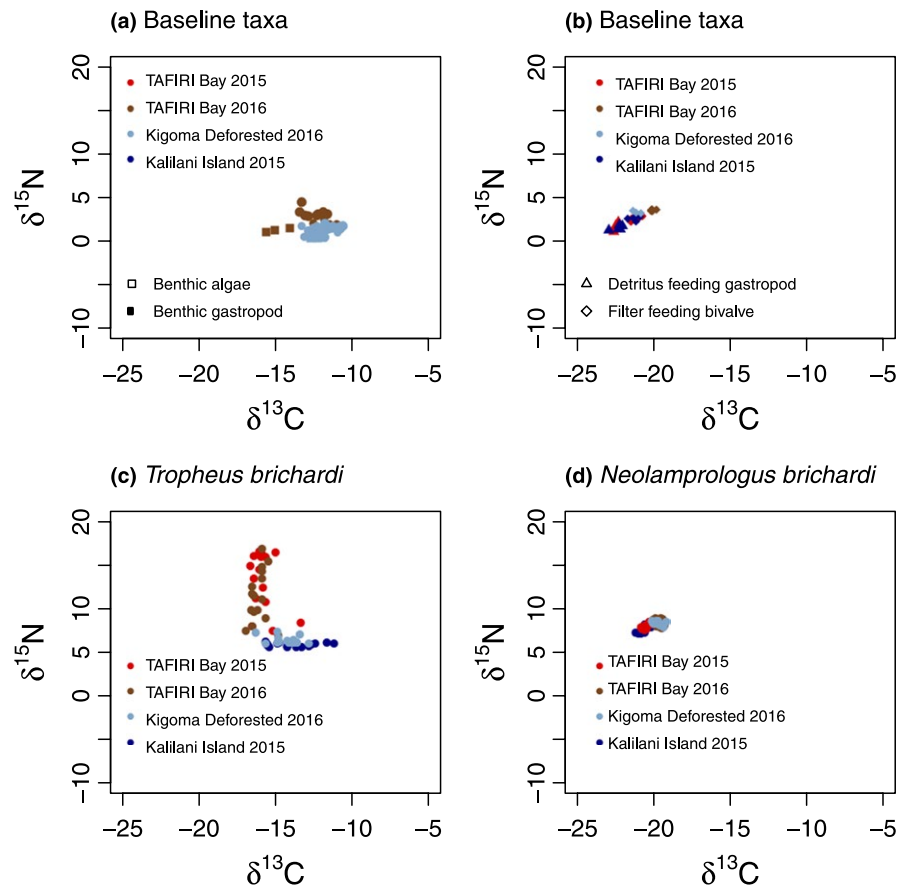 (a) Baseline taxa
δ15N
20
10
5
0
−10
TAFIRI Bay 2015
TAFIRI Bay 2016
Kigoma Deforested 2016
Kalilani Island 2015
Benthic algae
Benthic gastropod
−25 −20 −15 −10 −5
δ13C
(b) Baseline taxa
δ15N
20
10
5
0
−10
TAFIRI Bay 2015
TAFIRI Bay 2016
Kigoma Deforested 2016
Kalilani Island 2015
Detritus feeding gastropod
Filter feeding bivalve
−25 −20 −15 −10 −5
δ13C
(c) Tropheus brichardi
δ15N
20
10
5
0
−10
TAFIRI Bay 2015
TAFIRI Bay 2016
Kigoma Deforested 2016
Kalilani Island 2015
−25 −20 −15 −10 −5
δ13C
(d) Neolamprologus brichardi
δ15N
20
10
5
0
−10
TAFIRI Bay 2015
TAFIRI Bay 2016
Kigoma Deforested 2016
Kalilani Island 2015
−25 −20 −15 −10 −5
δ13C